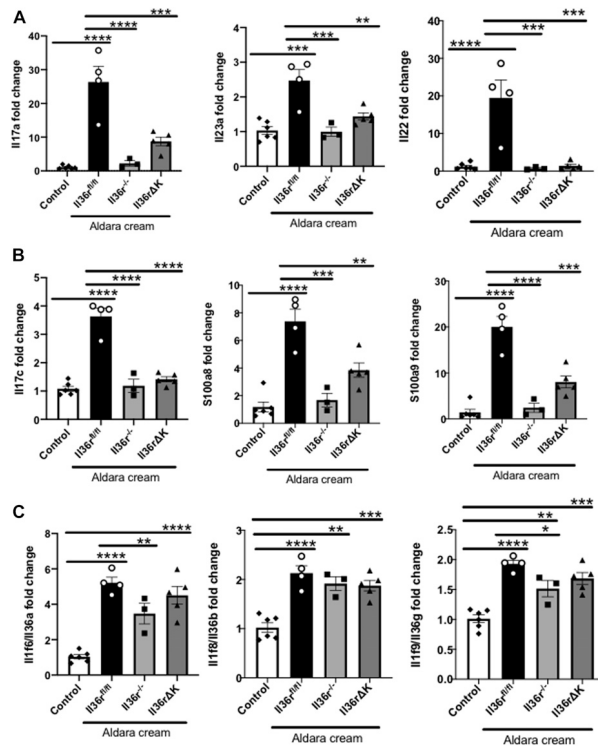 A
Il17a fold change
40
30
20
10
0
***
****
****
Control
Il36r^fl/fl
Il36r^-/-
Il36rΔK
Aldara cream
Il23a fold change
4
3
2
1
0
**
***
***
Control
Il36r^fl/fl
Il36r^-/-
Il36rΔK
Aldara cream
Il22 fold change
40
30
20
10
0
***
***
****
Control
Il36r^fl/fl
Il36r^-/-
Il36rΔK
Aldara cream
B
Il17c fold change
5
4
3
2
1
0
****
****
****
Control
Il36r^fl/fl
Il36r^-/-
Il36rΔK
Aldara cream
S100a8 fold change
10
8
6
4
2
0
**
***
****
Control
Il36r^fl/fl
Il36r^-/-
Il36rΔK
Aldara cream
S100a9 fold change
30
20
10
0
***
****
****
Control
Il36r^fl/fl
Il36r^-/-
Il36rΔK
Aldara cream
C
Il1f6/Il36a fold change
8
6
4
2
0
****
**
****
Control
Il36r^fl/fl
Il36r^-/-
Il36rΔK
Aldara cream
Il1f8/Il36b fold change
3
2
1
0
***
**
****
Control
Il36r^fl/fl
Il36r^-/-
Il36rΔK
Aldara cream
Il1f9/Il36g fold change
2.5
2.0
1.5
1.0
0.5
0.0
***
**
*
****
Control
Il36r^fl/fl
Il36r^-/-
Il36rΔK
Aldara cream